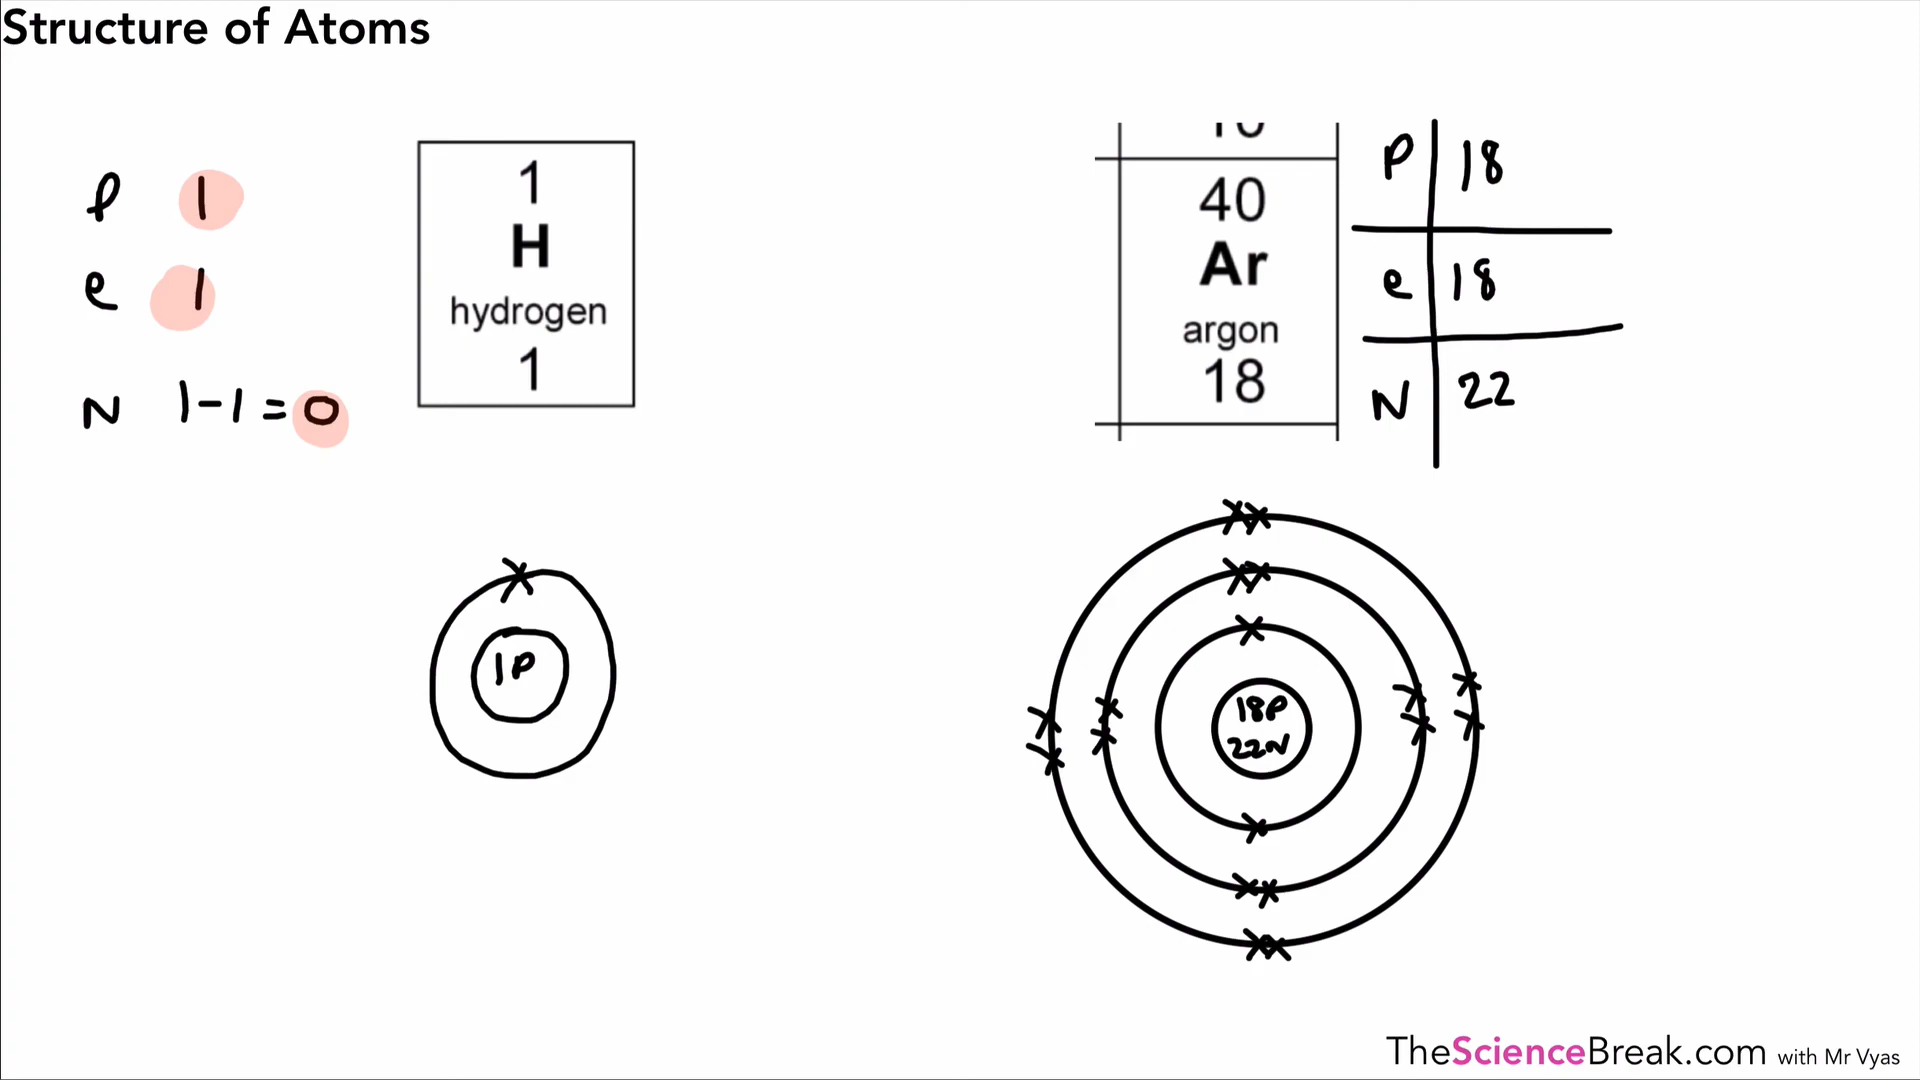 Structure of Atoms
P 1
e 1
N 1-1=0
1
H
hydrogen
1
40
Ar
argon
18
P 18
e 18
N 22
1P
18P
22N
TheScienceBreak.com with Mr Vyas